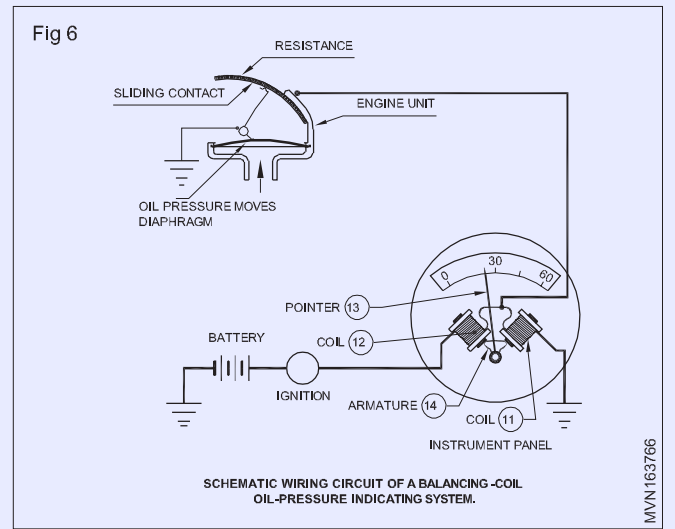 Fig 6
RESISTANCE
SLIDING CONTACT
ENGINE UNIT
OIL PRESSURE MOVES
DIAPHRAGM
0 30 60
POINTER 13
BATTERY
COIL 12
IGNITION
ARMATURE 14
COIL 11
INSTRUMENT PANEL
SCHEMATIC WIRING CIRCUIT OF A BALANCING -COIL
OIL-PRESSURE INDICATING SYSTEM.
MVN163766